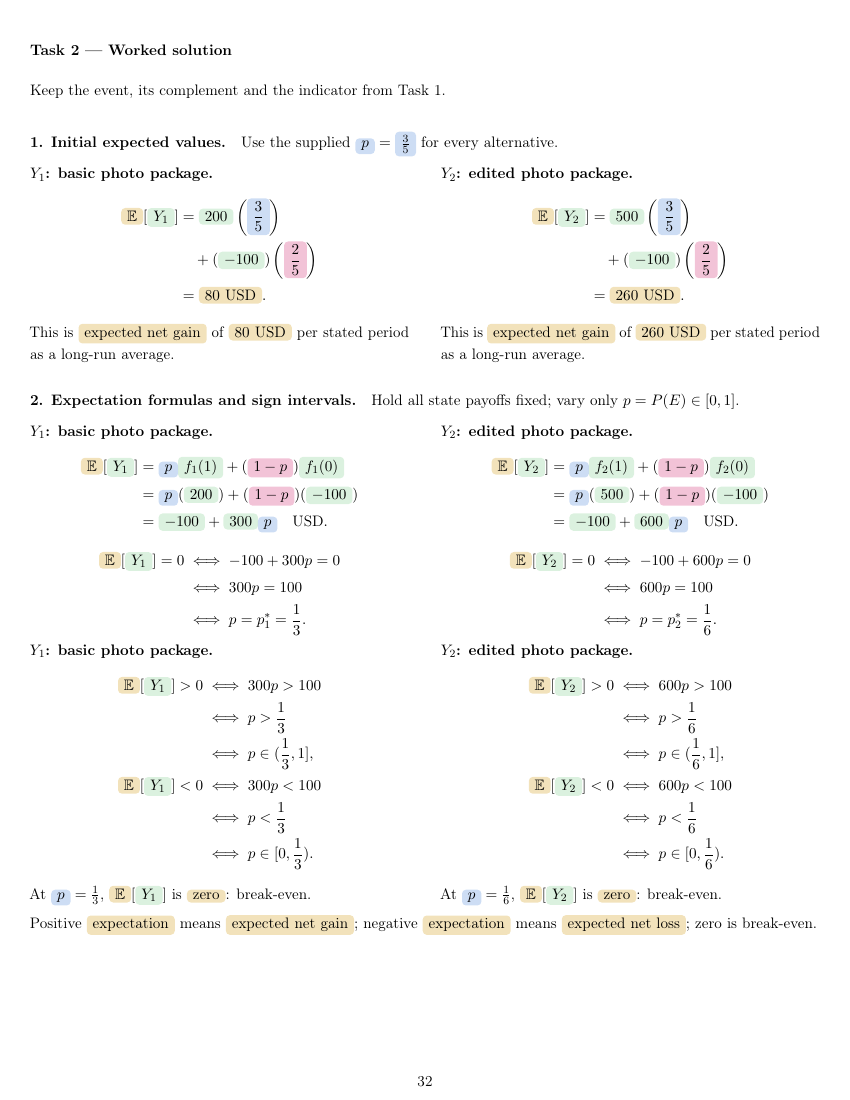 Task 2 — Worked solution
Keep the event, its complement and the indicator from Task 1.
1. Initial expected values. Use the supplied p = 3/5 for every alternative.
Y₁: basic photo package.
𝔼[Y₁] = 200 (3/5)
+ (−100) (2/5)
= 80 USD.
This is expected net gain of 80 USD per stated period
as a long-run average.
Y₂: edited photo package.
𝔼[Y₂] = 500 (3/5)
+ (−100) (2/5)
= 260 USD.
This is expected net gain of 260 USD per stated period
as a long-run average.
2. Expectation formulas and sign intervals. Hold all state payoffs fixed; vary only p = P(E) ∈ [0, 1].
Y₁: basic photo package.
𝔼[Y₁] = p f₁(1) + (1 − p) f₁(0)
= p(200) + (1 − p)(−100)
= −100 + 300 p USD.
𝔼[Y₁] = 0 ⟺ −100 + 300p = 0
⟺ 300p = 100
⟺ p = p₁* = 1/3.
Y₂: edited photo package.
𝔼[Y₂] = p f₂(1) + (1 − p) f₂(0)
= p(500) + (1 − p)(−100)
= −100 + 600 p USD.
𝔼[Y₂] = 0 ⟺ −100 + 600p = 0
⟺ 600p = 100
⟺ p = p₂* = 1/6.
Y₁: basic photo package.
𝔼[Y₁] > 0 ⟺ 300p > 100
⟺ p > 1/3
⟺ p ∈ (1/3, 1],
𝔼[Y₁] < 0 ⟺ 300p < 100
⟺ p < 1/3
⟺ p ∈ [0, 1/3).
At p = 1/3, 𝔼[Y₁] is zero: break-even.
Y₂: edited photo package.
𝔼[Y₂] > 0 ⟺ 600p > 100
⟺ p > 1/6
⟺ p ∈ (1/6, 1],
𝔼[Y₂] < 0 ⟺ 600p < 100
⟺ p < 1/6
⟺ p ∈ [0, 1/6).
At p = 1/6, 𝔼[Y₂] is zero: break-even.
Positive expectation means expected net gain; negative expectation means expected net loss; zero is break-even.
32